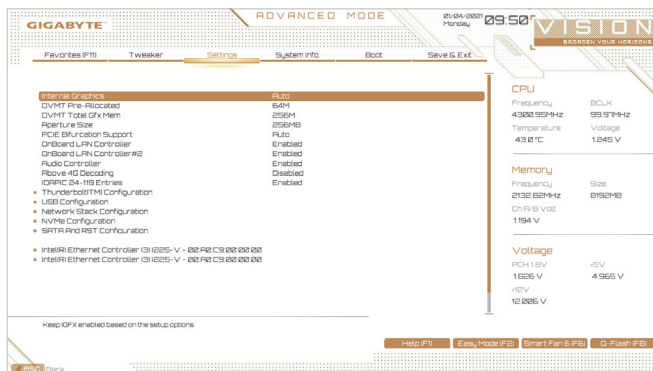 GIGABYTE™
ADVANCED MODE
01/04/2021 Monday 09:50
VISION
BROADEN YOUR HORIZONS
Favorites (F11) Tweaker Settings System Info. Boot Save & Exit
Internal Graphics Auto
DVMT Pre-Allocated 64M
DVMT Total Gfx Mem 256M
Aperture Size 256MB
PCIE Bifurcation Support Auto
OnBoard LAN Controller Enabled
OnBoard LAN Controller#2 Enabled
Audio Controller Enabled
Above 4G Decoding Disabled
IOAPIC 24-119 Entries Enabled
Thunderbolt(TM) Configuration
USB Configuration
Network Stack Configuration
NVMe Configuration
SATA And RST Configuration
Intel(R) Ethernet Controller (3) I225-V - 00:A0:C9:00:00:00
Intel(R) Ethernet Controller (3) I225-V - 00:A0:C9:00:00:00
CPU
Frequency BCLK
4300.95MHz 99.97MHz
Temperature Voltage
43.0 °C 1.245 V
Memory
Frequency Size
2132.82MHz 8192MB
Ch A/B Volt
1.194 V
Voltage
PCH 1.8V +5V
1.826 V 4.965 V
+12V
12.006 V
Keep IGFX enabled based on the setup options.
Help (F1) Easy Mode (F2) Smart Fan 6 (F6) Q-Flash (F8)
esc Back